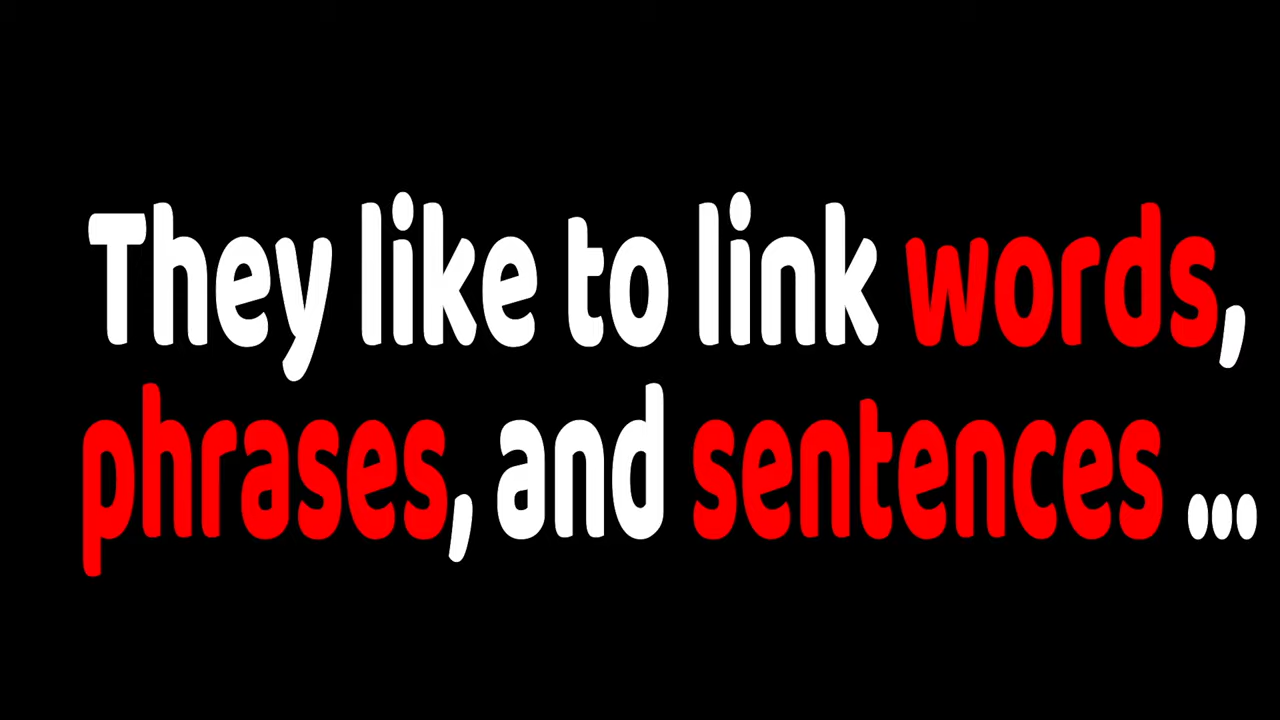 They like to link words,
phrases, and sentences ...